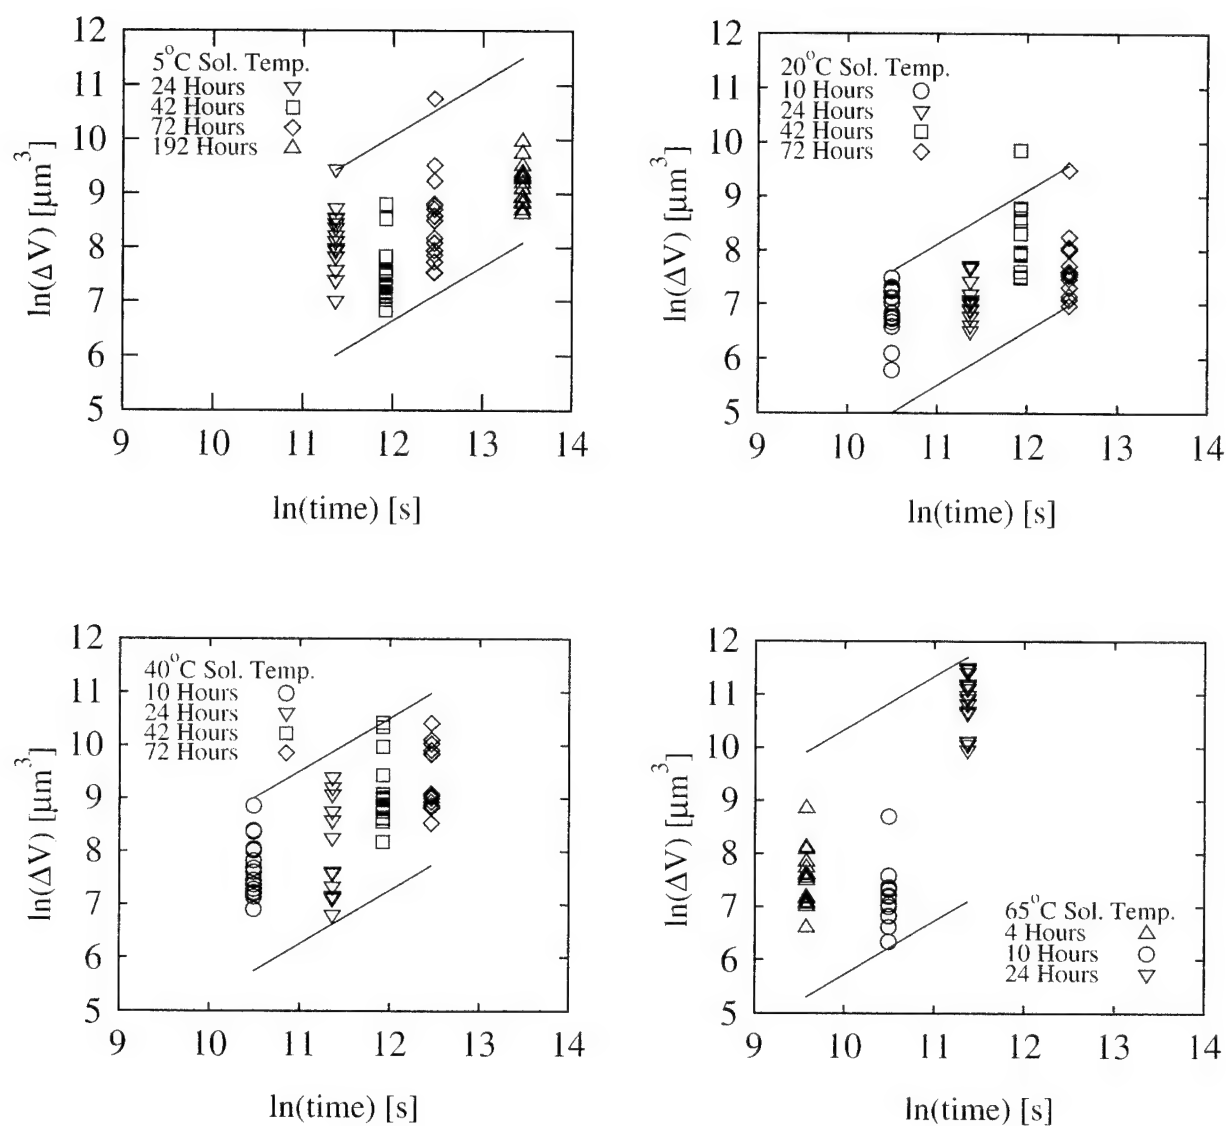 12
11
10
9
8
7
6
5
ln(ΔV) [μm³]
5°C Sol. Temp.
24 Hours
42 Hours
72 Hours
192 Hours
9 10 11 12 13 14
ln(time) [s]
12
11
10
9
8
7
6
5
ln(ΔV) [μm³]
20°C Sol. Temp.
10 Hours
24 Hours
42 Hours
72 Hours
9 10 11 12 13 14
ln(time) [s]
12
11
10
9
8
7
6
5
ln(ΔV) [μm³]
40°C Sol. Temp.
10 Hours
24 Hours
42 Hours
72 Hours
9 10 11 12 13 14
ln(time) [s]
12
11
10
9
8
7
6
5
ln(ΔV) [μm³]
65°C Sol. Temp.
4 Hours
10 Hours
24 Hours
9 10 11 12 13 14
ln(time) [s]